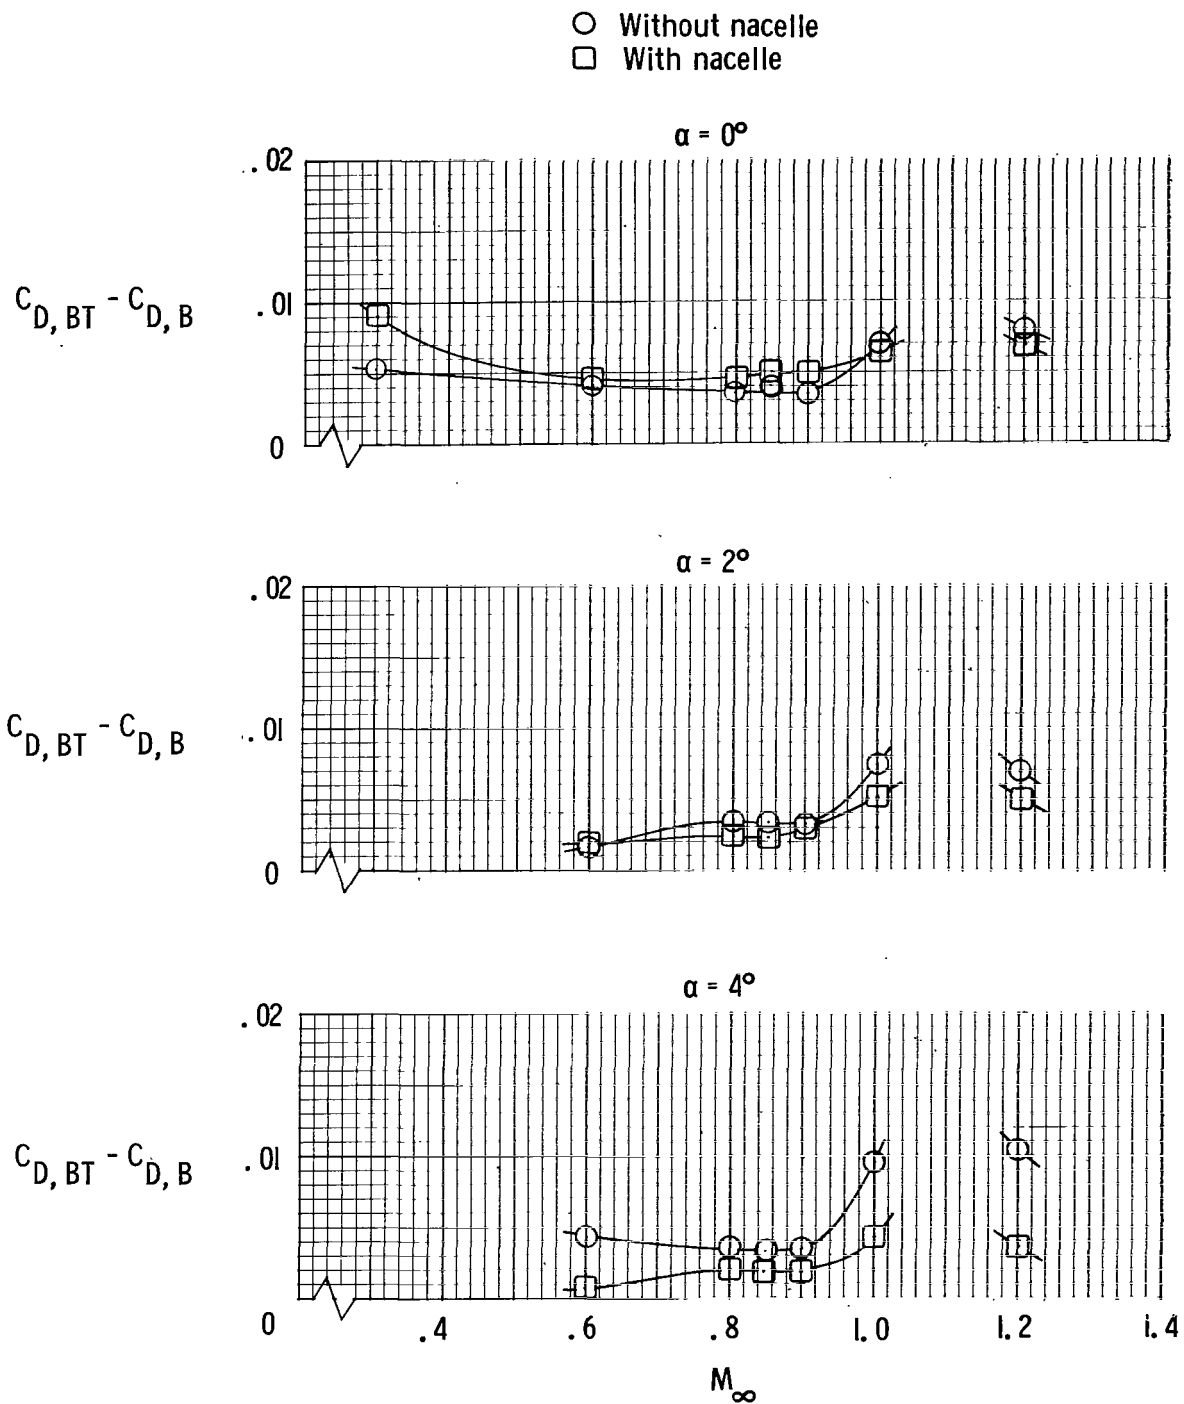 ○ Without nacelle
□ With nacelle
α = 0°
.02
C_D, BT - C_D, B
.01
0
α = 2°
.02
C_D, BT - C_D, B
.01
0
α = 4°
.02
C_D, BT - C_D, B
.01
0 .4 .6 .8 1.0 1.2 1.4
M_∞